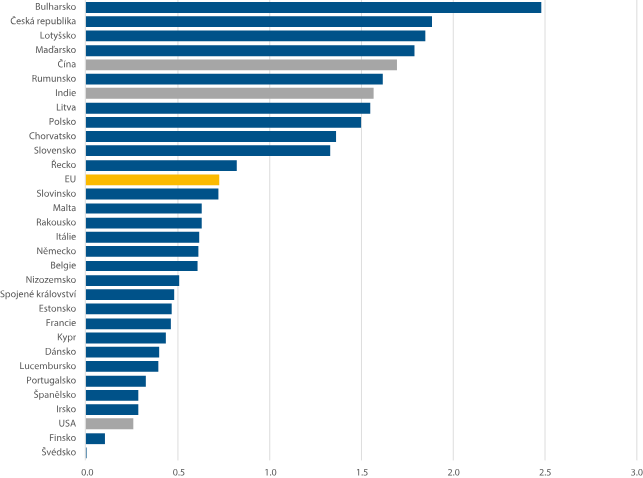 Bulharsko
Česká republika
Lotyšsko
Maďarsko
Čína
Rumunsko
Indie
Litva
Polsko
Chorvatsko
Slovensko
Řecko
EU
Slovinsko
Malta
Rakousko
Itálie
Německo
Belgie
Nizozemsko
Spojené království
Estonsko
Francie
Kypr
Dánsko
Lucembursko
Portugalsko
Španělsko
Irsko
USA
Finsko
Švédsko
0.0 0.5 1.0 1.5 2.0 2.5 3.0